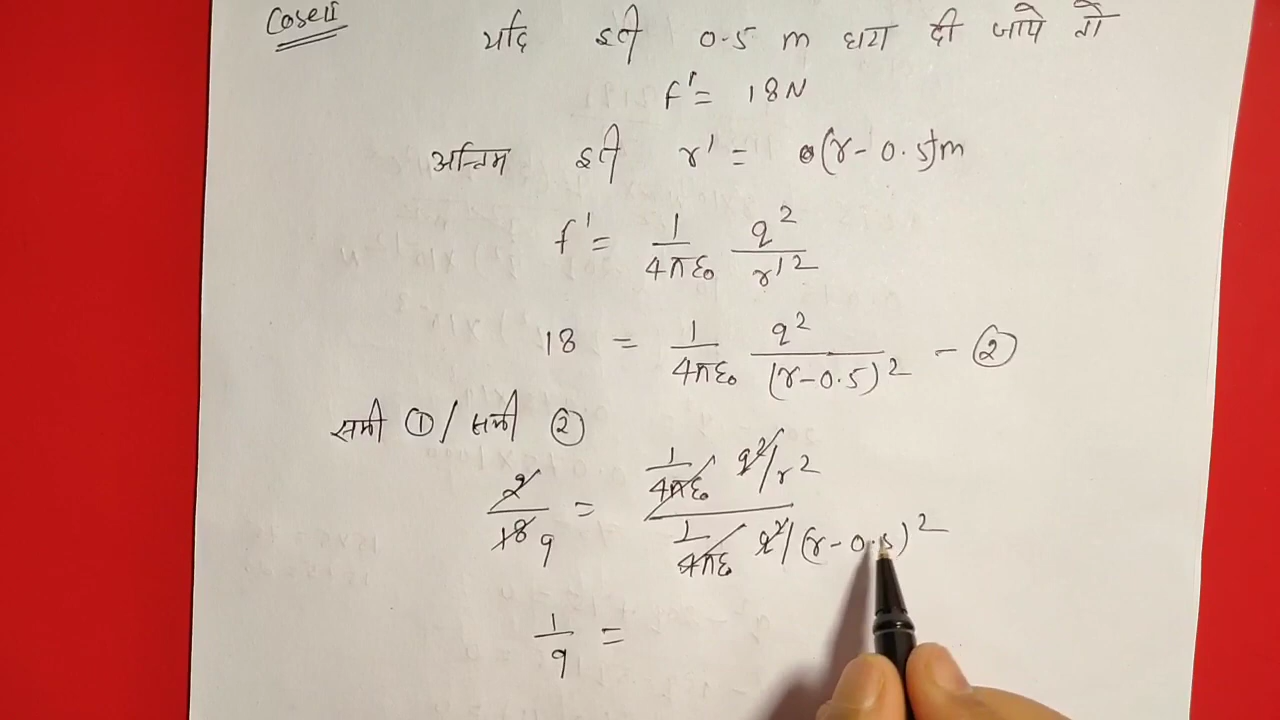 Case II
यदि दूरी 0.5 m घटा दी जाये तो
f' = 18N
अन्तिम दूरी r' = (r - 0.5)m
f' = 1/4πε₀ q²/r'²
18 = 1/4πε₀ q²/(r-0.5)² - ②
समी ① / समी ②
2/18 9 = 1/4πε₀ q²/r² / 1/4πε q²/(r-0.5)²
1/9 =